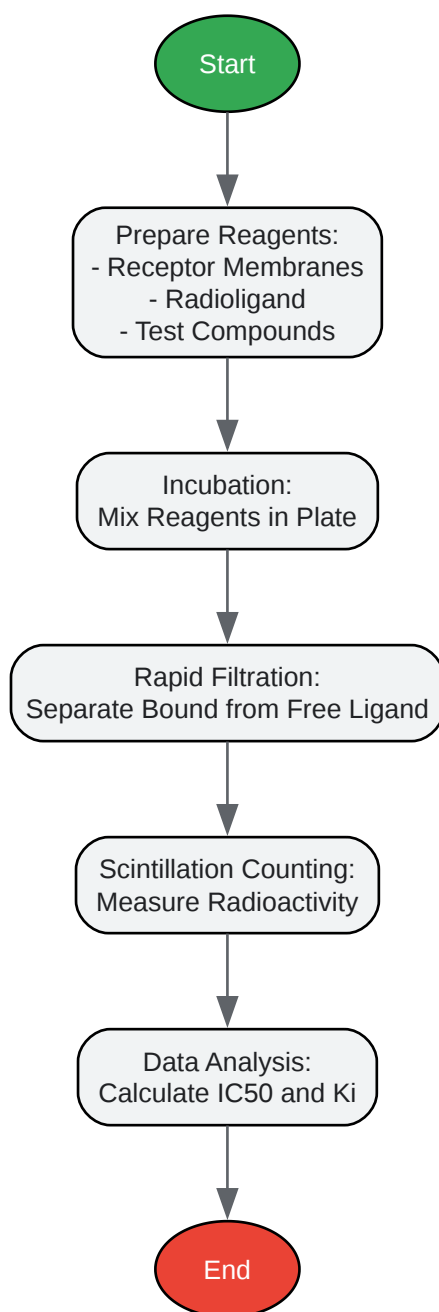 Start
Prepare Reagents:
- Receptor Membranes
- Radioligand
- Test Compounds
Incubation:
Mix Reagents in Plate
Rapid Filtration:
Separate Bound from Free Ligand
Scintillation Counting:
Measure Radioactivity
Data Analysis:
Calculate IC50 and Ki
End